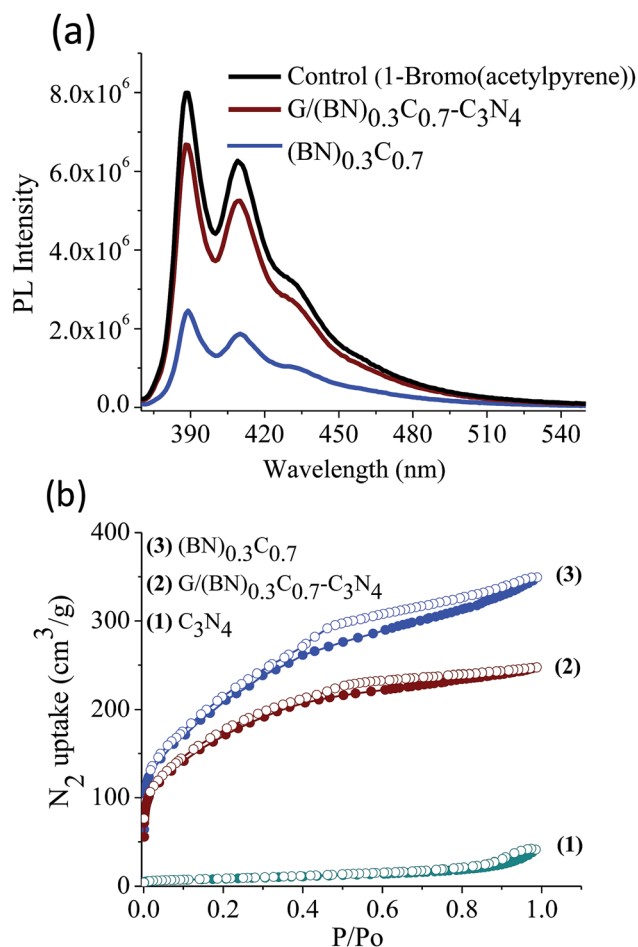 (a)
Control (1-Bromo(acetylpyrene))
G/(BN)0.3C0.7-C3N4
(BN)0.3C0.7
8.0x10^6
6.0x10^6
4.0x10^6
2.0x10^6
0.0
PL Intensity
390 420 450 480 510 540
Wavelength (nm)
(b)
400
300
200
100
0
N2 uptake (cm^3/g)
(3) (BN)0.3C0.7
(2) G/(BN)0.3C0.7-C3N4
(1) C3N4
(3)
(2)
(1)
0.0 0.2 0.4 0.6 0.8 1.0
P/Po